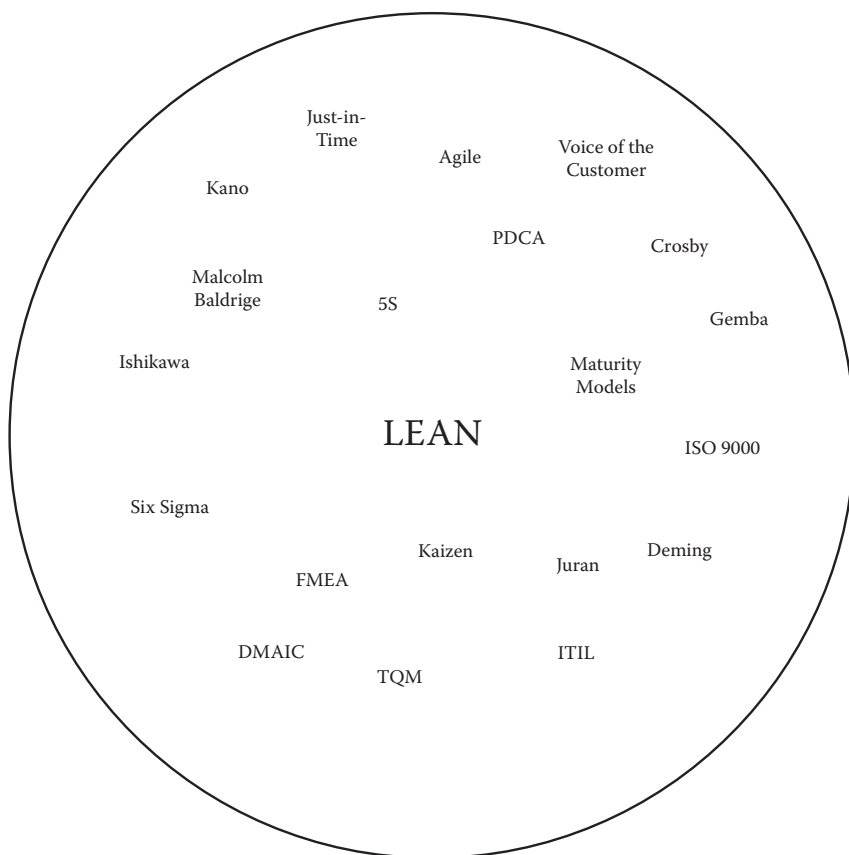 Just-in-
Time
Agile
Voice of the
Customer
Kano
PDCA
Crosby
Malcolm
Baldrige
5S
Gemba
Ishikawa
Maturity
Models
LEAN
ISO 9000
Six Sigma
Kaizen
Deming
Juran
FMEA
DMAIC
ITIL
TQM